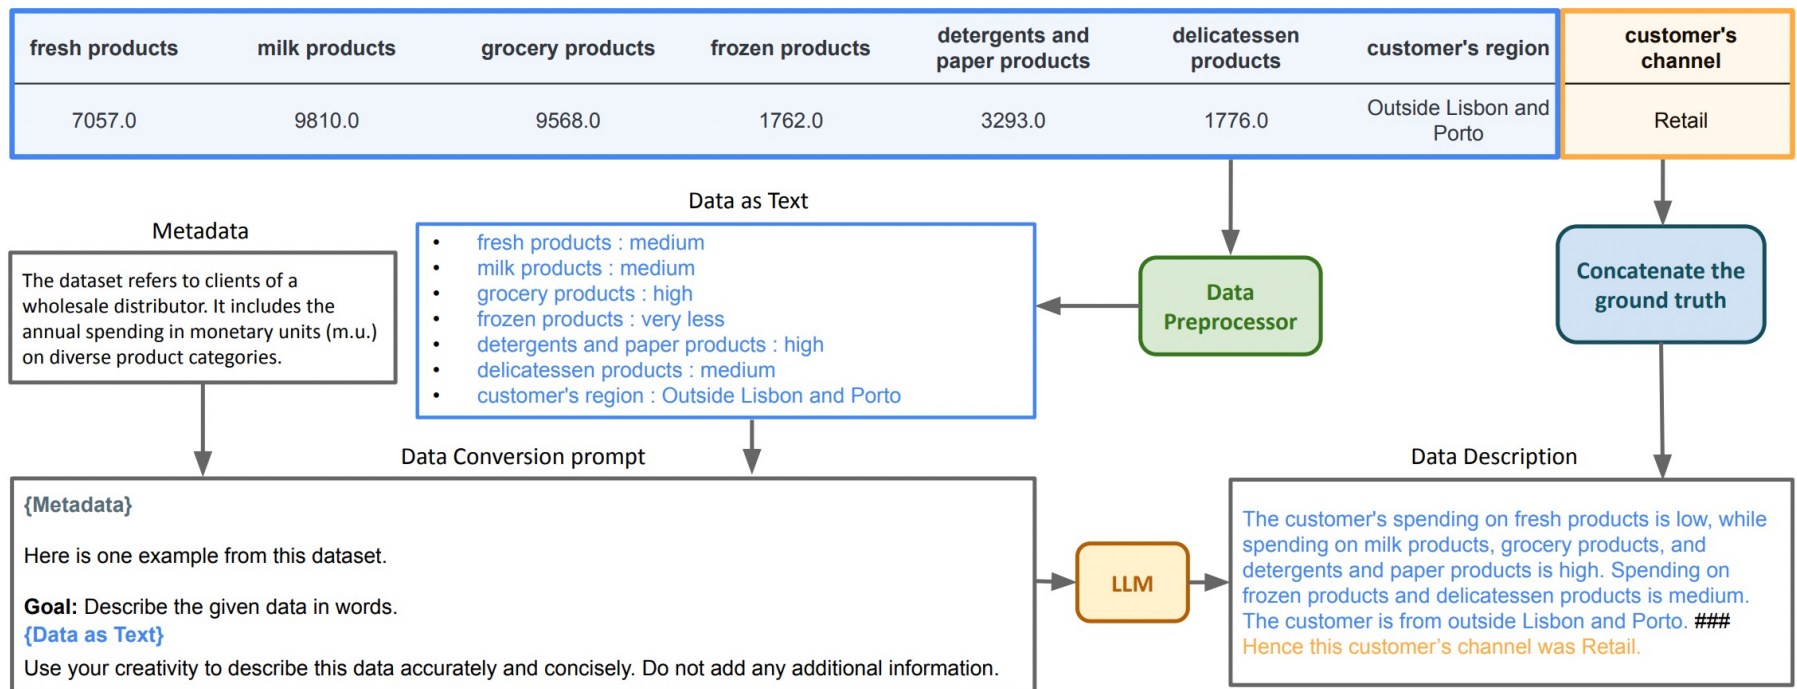 fresh products milk products grocery products frozen products detergents and paper products delicatessen products customer's region customer's channel
7057.0 9810.0 9568.0 1762.0 3293.0 1776.0 Outside Lisbon and Porto Retail
Metadata
The dataset refers to clients of a
wholesale distributor. It includes the
annual spending in monetary units (m.u.)
on diverse product categories.
Data as Text
• fresh products : medium
• milk products : medium
• grocery products : high
• frozen products : very less
• detergents and paper products : high
• delicatessen products : medium
• customer's region : Outside Lisbon and Porto
Data
Preprocessor
Concatenate the
ground truth
Data Conversion prompt
{Metadata}
Here is one example from this dataset.
Goal: Describe the given data in words.
{Data as Text}
Use your creativity to describe this data accurately and concisely. Do not add any additional information.
LLM
Data Description
The customer's spending on fresh products is low, while
spending on milk products, grocery products, and
detergents and paper products is high. Spending on
frozen products and delicatessen products is medium.
The customer is from outside Lisbon and Porto. ###
Hence this customer’s channel was Retail.